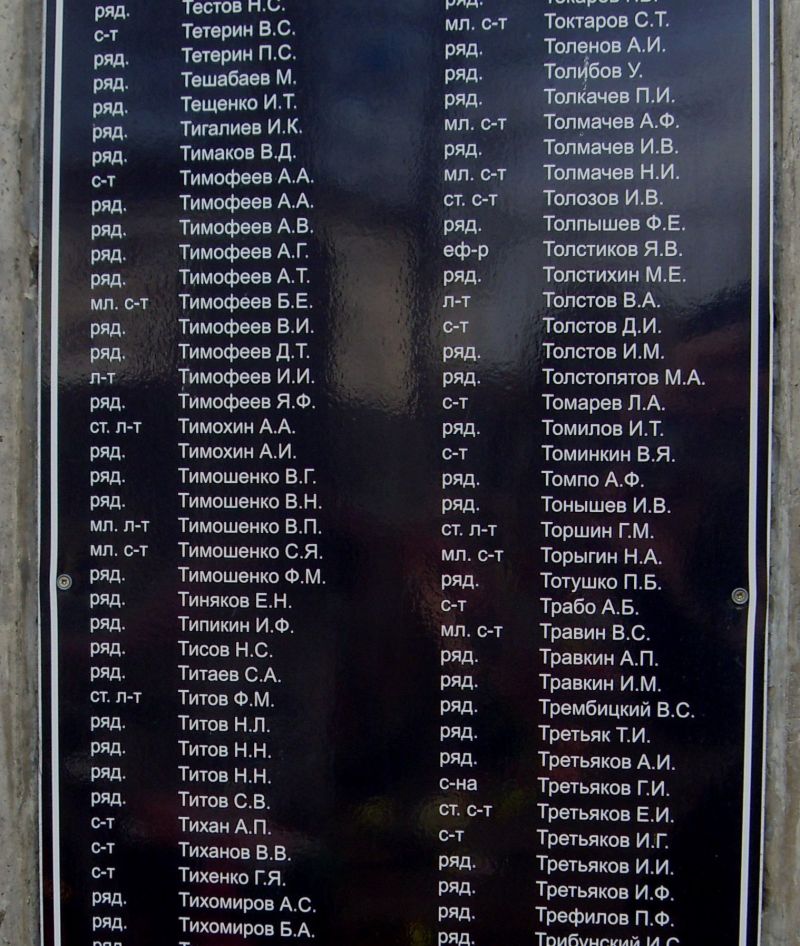 ряд. Тестов Н.С.
с-т Тетерин В.С.
ряд. Тетерин П.С.
ряд. Тешабаев М.
ряд. Тещенко И.Т.
ряд. Тигалиев И.К.
ряд. Тимаков В.Д.
с-т Тимофеев А.А.
ряд. Тимофеев А.А.
ряд. Тимофеев А.В.
ряд. Тимофеев А.Г.
ряд. Тимофеев А.Т.
мл. с-т Тимофеев Б.Е.
ряд. Тимофеев В.И.
ряд. Тимофеев Д.Т.
л-т Тимофеев И.И.
ряд. Тимофеев Я.Ф.
ст. л-т Тимохин А.А.
ряд. Тимохин А.И.
ряд. Тимошенко В.Г.
ряд. Тимошенко В.Н.
мл. л-т Тимошенко В.П.
мл. с-т Тимошенко С.Я.
ряд. Тимошенко Ф.М.
ряд. Тиняков Е.Н.
ряд. Типикин И.Ф.
ряд. Тисов Н.С.
ряд. Титаев С.А.
ст. л-т Титов Ф.М.
ряд. Титов Н.Л.
ряд. Титов Н.Н.
ряд. Титов Н.Н.
ряд. Титов С.В.
с-т Тихан А.П.
с-т Тиханов В.В.
с-т Тихенко Г.Я.
ряд. Тихомиров А.С.
ряд. Тихомиров Б.А.
ряд.
ряд.
мл. с-т Токтаров С.Т.
ряд. Толенов А.И.
ряд. Толибов У.
ряд. Толкачев П.И.
мл. с-т Толмачев А.Ф.
ряд. Толмачев И.В.
мл. с-т Толмачев Н.И.
ст. с-т Толозов И.В.
ряд. Толпышев Ф.Е.
еф-р Толстиков Я.В.
ряд. Толстихин М.Е.
л-т Толстов В.А.
с-т Толстов Д.И.
ряд. Толстов И.М.
ряд. Толстопятов М.А.
с-т Томарев Л.А.
ряд. Томилов И.Т.
с-т Томинкин В.Я.
ряд. Томпо А.Ф.
ряд. Тонышев И.В.
ст. л-т Торшин Г.М.
мл. с-т Торыгин Н.А.
ряд. Тотушко П.Б.
с-т Трабо А.Б.
мл. с-т Травин В.С.
ряд. Травкин А.П.
ряд. Травкин И.М.
ряд. Трембицкий В.С.
ряд. Третьяк Т.И.
ряд. Третьяков А.И.
с-на Третьяков Г.И.
ст. с-т Третьяков Е.И.
с-т Третьяков И.Г.
ряд. Третьяков И.И.
ряд. Третьяков И.Ф.
ряд. Трефилов П.Ф.
ряд. Трибунский И.С.